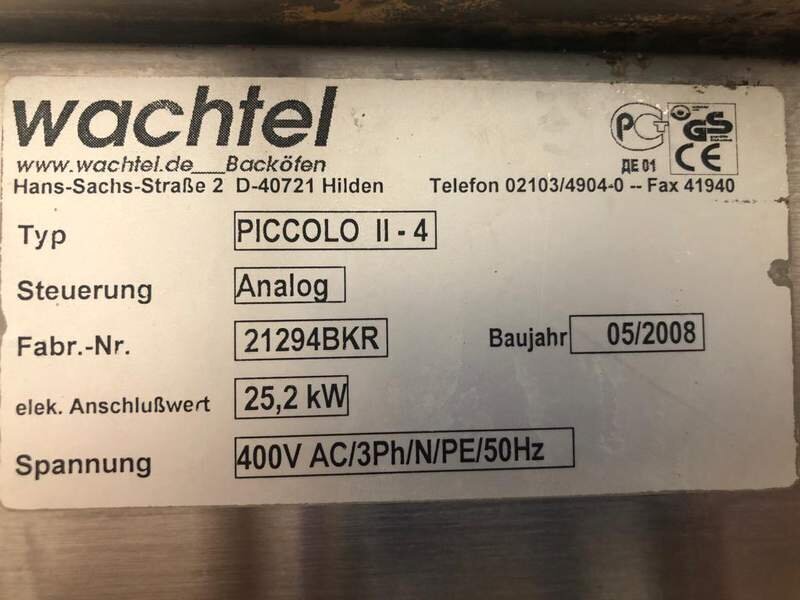 wachtel
www.wachtel.de___Backöfen
Hans-Sachs-Straße 2 D-40721 Hilden Telefon 02103/4904-0 -- Fax 41940
РСТ GS
ДЕ 01 CE
Typ PICCOLO II - 4
Steuerung Analog
Fabr.-Nr. 21294BKR Baujahr 05/2008
elek. Anschlußwert 25,2 kW
Spannung 400V AC/3Ph/N/PE/50Hz